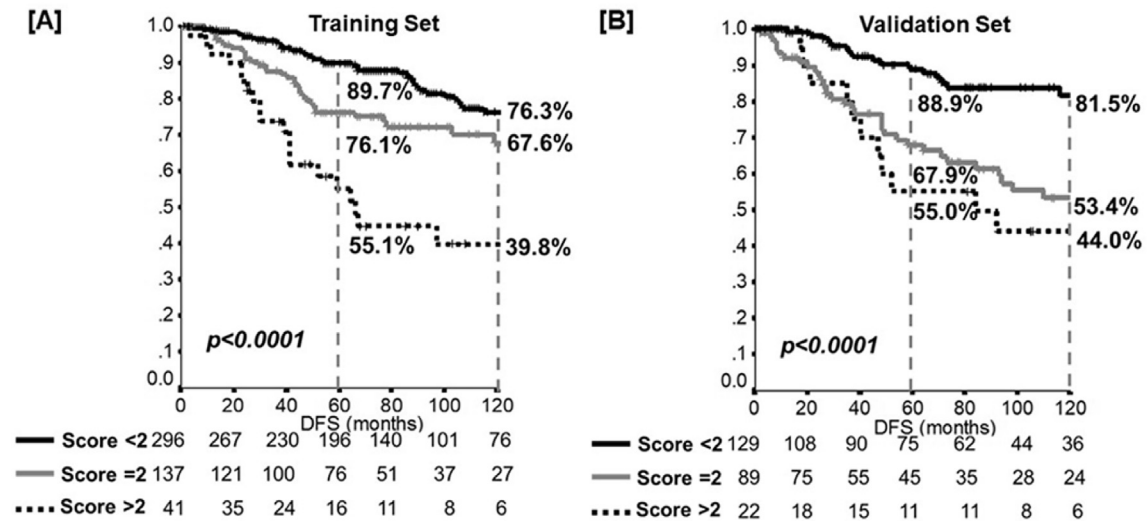 [A] Training Set
1.0
.9
.8
.7
.6
.5
.4
.3
.2
.1
0.0
89.7%
76.3%
76.1%
67.6%
55.1%
39.8%
p<0.0001
0 20 40 60 80 100 120
DFS (months)
Score <2 296 267 230 196 140 101 76
Score =2 137 121 100 76 51 37 27
Score >2 41 35 24 16 11 8 6
[B] Validation Set
1.0
.9
.8
.7
.6
.5
.4
.3
.2
.1
0.0
88.9%
81.5%
67.9%
55.0%
53.4%
44.0%
p<0.0001
0 20 40 60 80 100 120
DFS (months)
Score <2 129 108 90 75 62 44 36
Score =2 89 75 55 45 35 28 24
Score >2 22 18 15 11 11 8 6